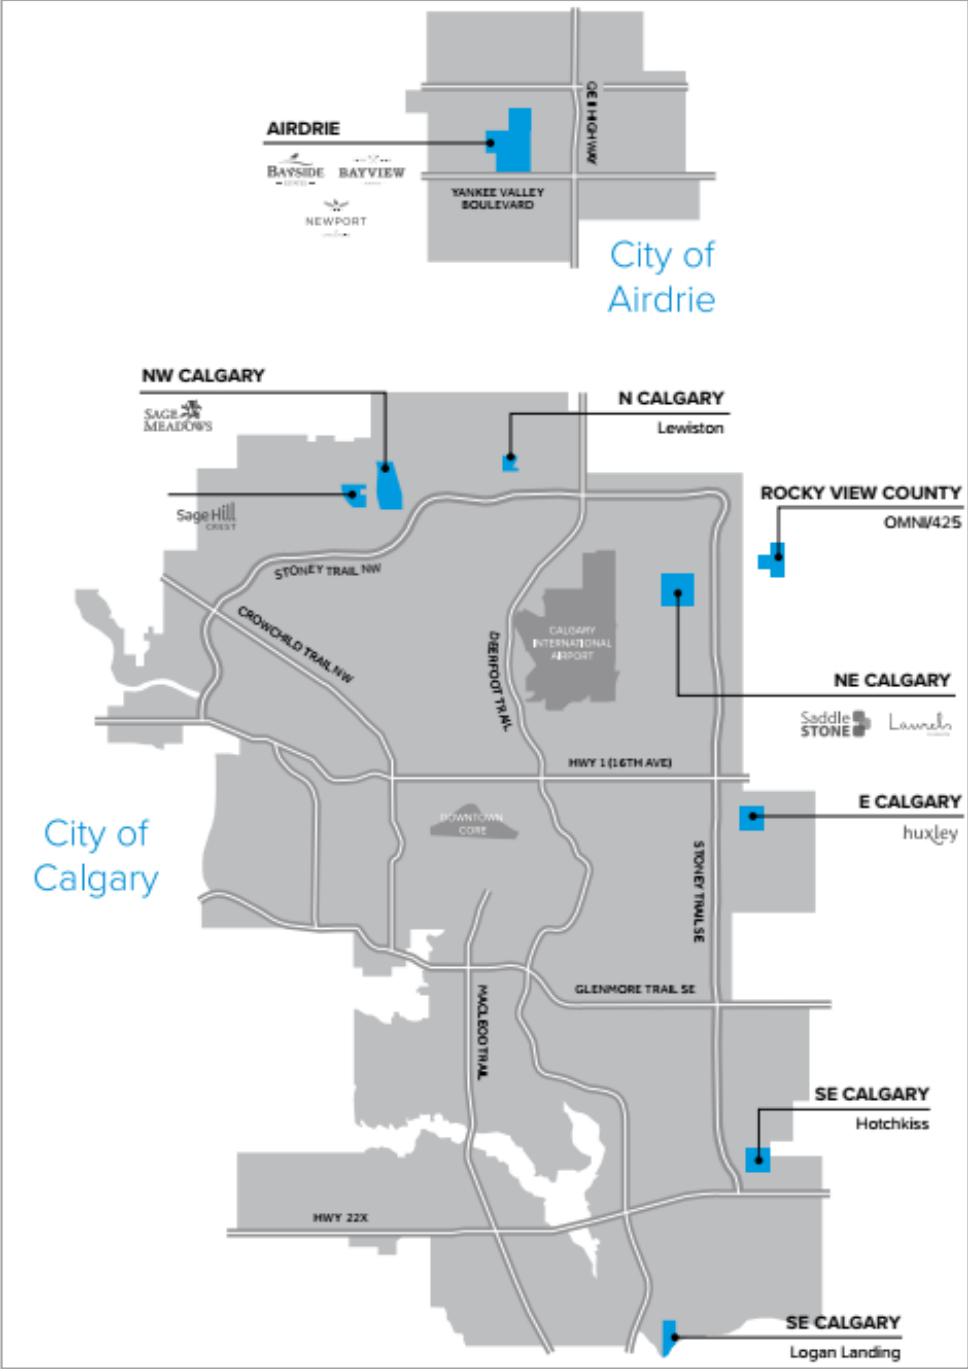 QE II HIGHWAY
AIRDRIE
BAYSIDE
BAYVIEW
YANKEE VALLEY
BOULEVARD
NEWPORT
City of
Airdrie
NW CALGARY
SAGE
MEADOWS
N CALGARY
Lewiston
ROCKY VIEW COUNTY
OMNI/425
Sage Hill
CREST
STONEY TRAIL NW
CROWCHILD TRAIL NW
DEERFOOT TRAIL
CALGARY
INTERNATIONAL
AIRPORT
NE CALGARY
Saddle
STONE
Laurels
HWY 1 (16TH AVE)
E CALGARY
huxley
DOWNTOWN
CORE
City of
Calgary
STONEY TRAIL SE
GLENMORE TRAIL SE
MACLEOD TRAIL
SE CALGARY
Hotchkiss
HWY 22X
SE CALGARY
Logan Landing